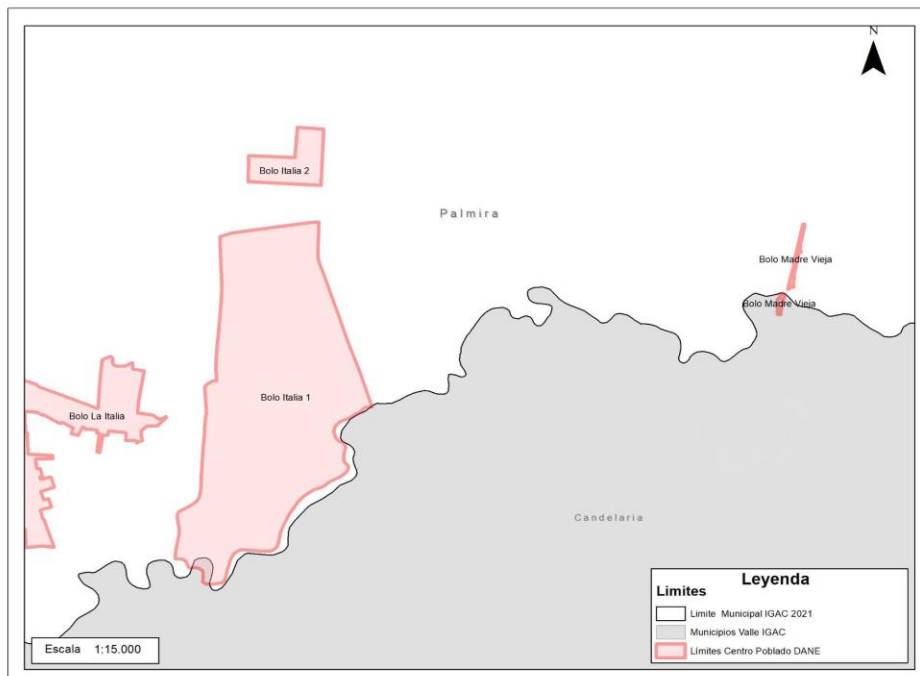 N
Bolo Italia 2
Palmira
Bolo Madre Vieja
Bolo Madre Vieja
Bolo Italia 1
Bolo La Italia
Candelaria
Leyenda
Limites
Limite Municipal IGAC 2021
Municipios Valle IGAC
Límites Centro Poblado DANE
Escala 1:15.000